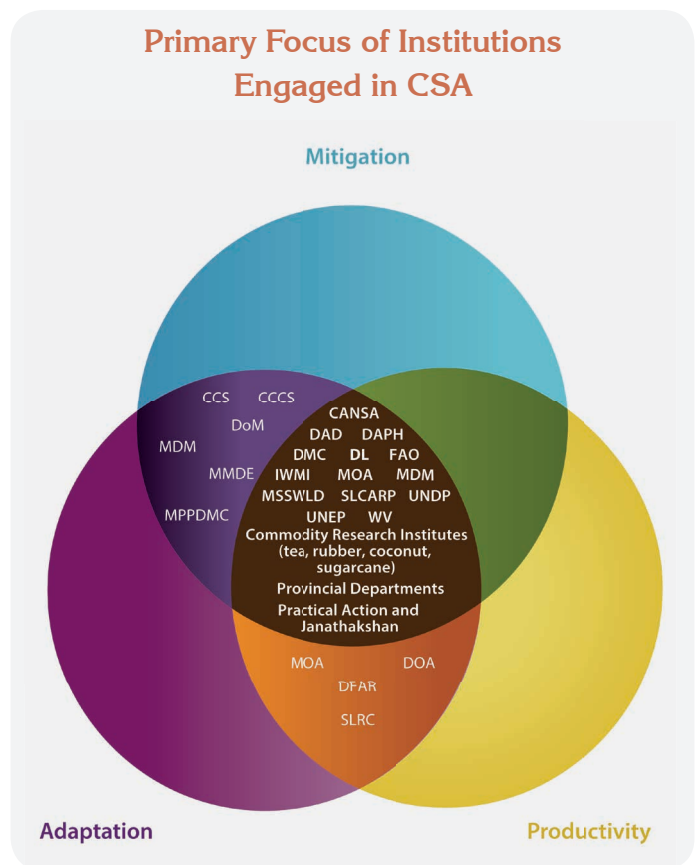 Primary Focus of Institutions
Engaged in CSA
Mitigation
CCS CCCS
DoM
MDM
MMDE
MPPDMC
CANSA
DAD DAPH
DMC DL FAO
IWMI MOA MDM
MSSWLD SLCARP UNDP
UNEP WV
Commodity Research Institutes
(tea, rubber, coconut,
sugarcane)
Provincial Departments
Practical Action and
Janathakshan
MOA DOA
DFAR
SLRC
Adaptation
Productivity